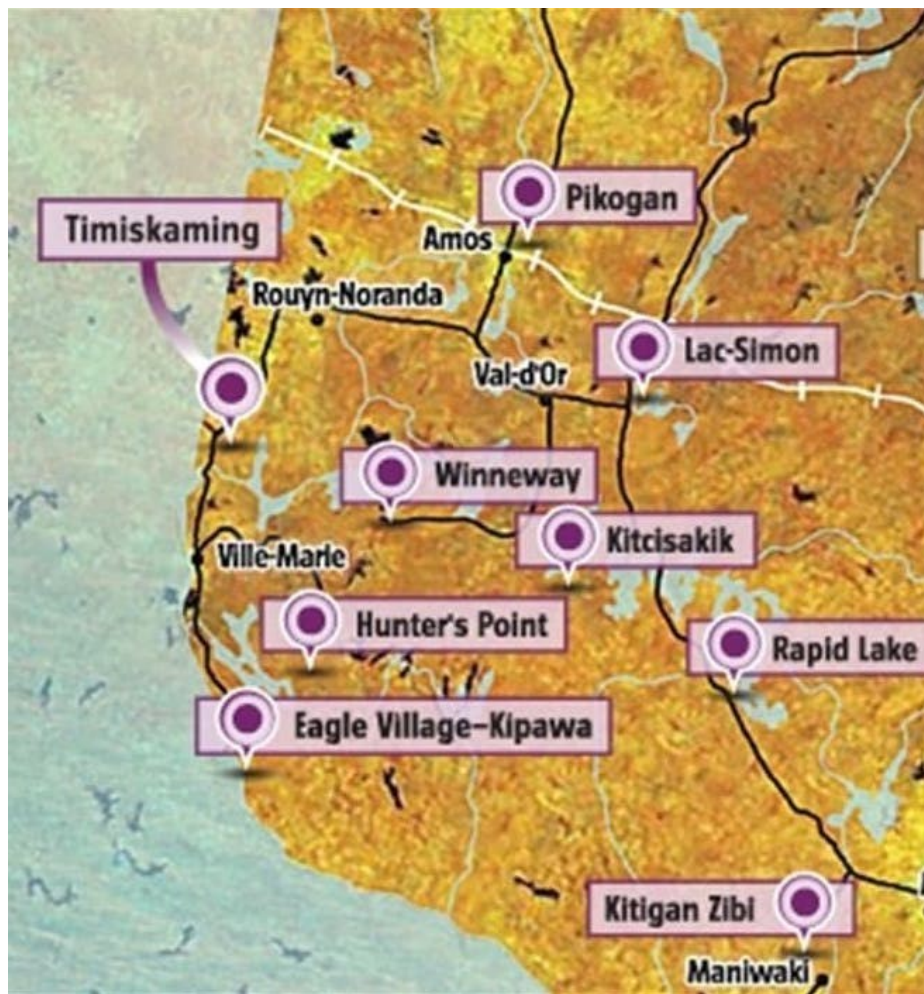 Pikogan
Timiskaming
Amos
Rouyn-Noranda
Lac-Simon
Val-d'Or
Winneway
Kitcisakik
Ville-Marie
Hunter's Point
Rapid Lake
Eagle Village–Kipawa
Kitigan Zibi
Maniwaki